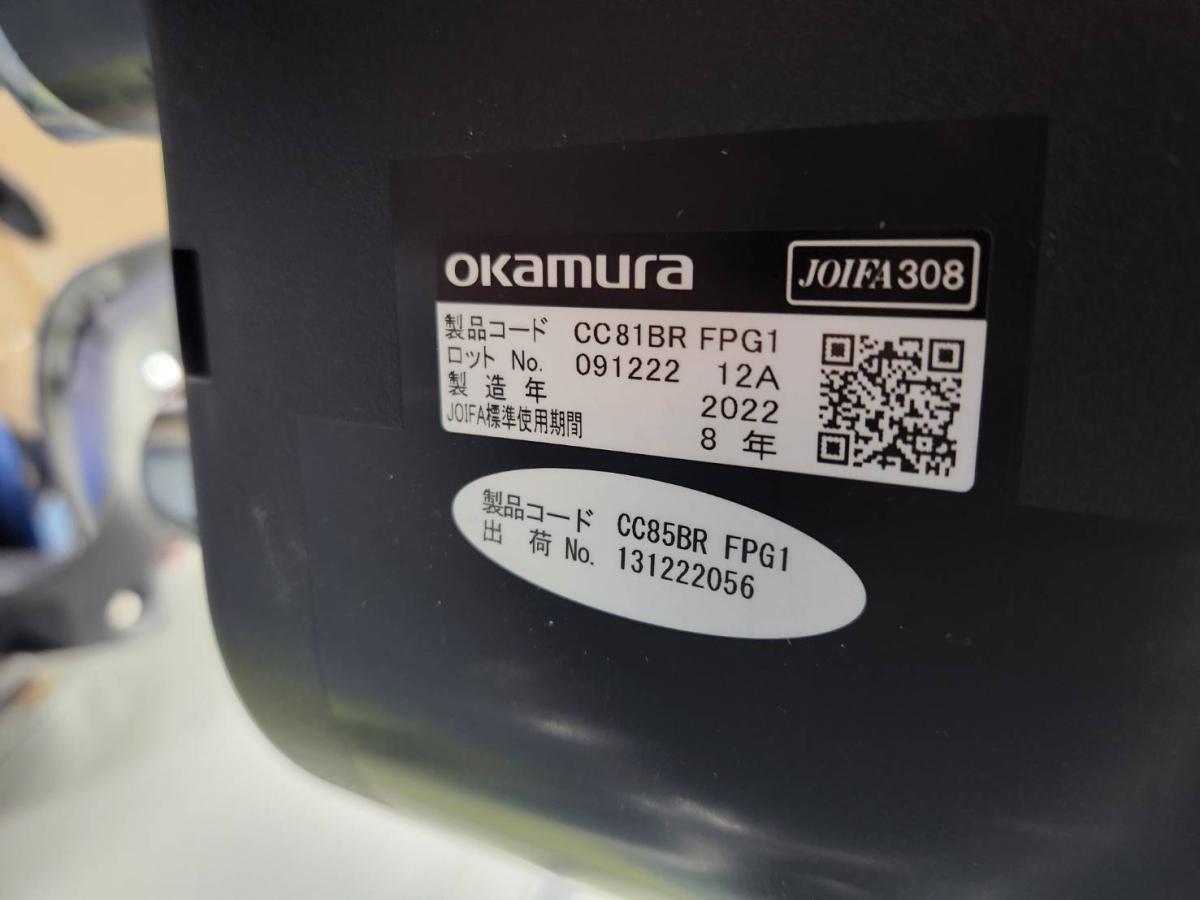 okamura
JOIFA308
製品コード CC81BR FPG1
ロット No. 091222 12A
製造年 2022
JOIFA標準使用期間 8年
製品コード CC85BR FPG1
出荷 No. 131222056